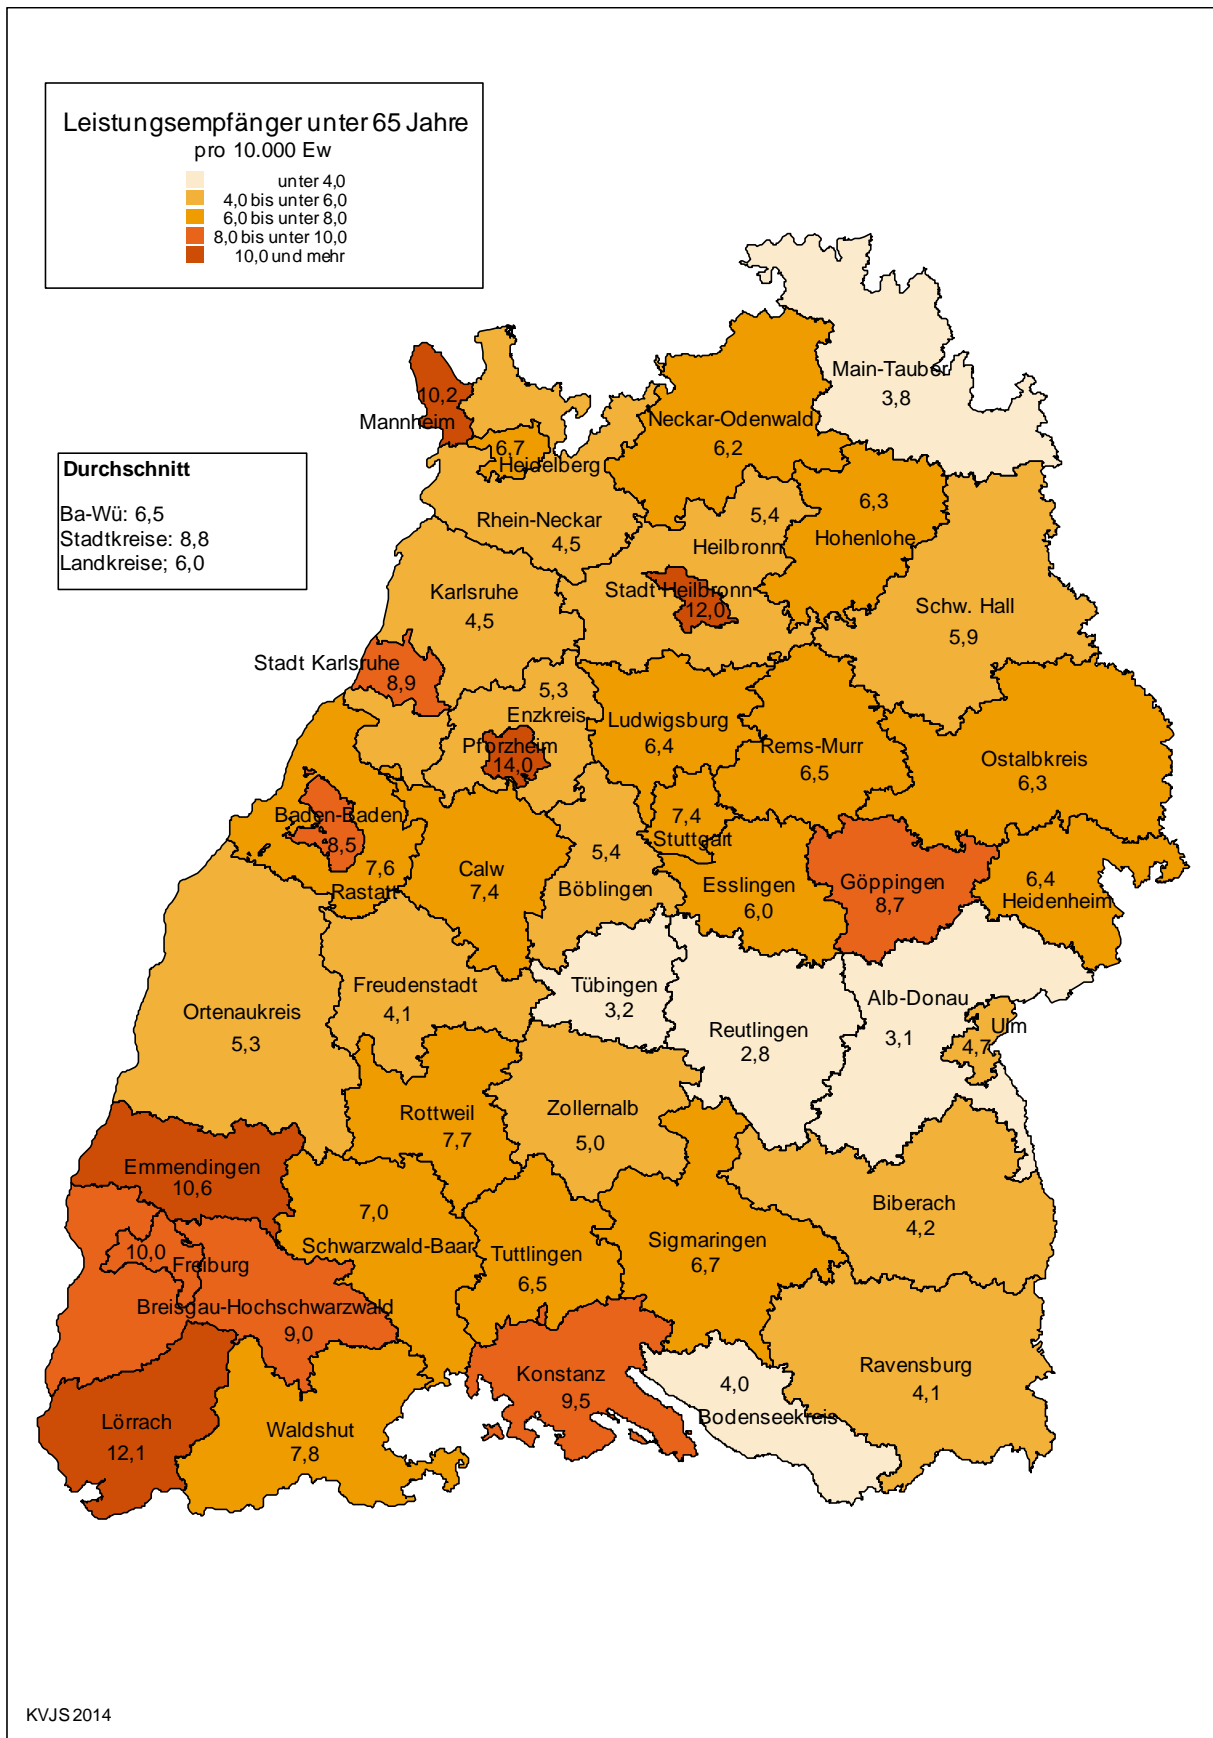 Leistungsempfänger unter 65 Jahre
pro 10.000 Ew
unter 4,0
4,0 bis unter 6,0
6,0 bis unter 8,0
8,0 bis unter 10,0
10,0 und mehr
Durchschnitt
Ba-Wü: 6,5
Stadtkreise: 8,8
Landkreise; 6,0
Main-Tauber
3,8
10,2
Mannheim
Neckar-Odenwald
6,2
6,7
Heidelberg
Rhein-Neckar
4,5
5,4
Heilbronn
6,3
Hohenlohe
Karlsruhe
4,5
Stadt Heilbronn
12,0
Schw. Hall
5,9
Stadt Karlsruhe
8,9
5,3
Enzkreis
Pforzheim
14,0
Ludwigsburg
6,4
Rems-Murr
6,5
Ostalbkreis
6,3
Baden-Baden
8,5
7,6
Rastatt
Calw
7,4
5,4
Böblingen
7,4
Stuttgart
Esslingen
6,0
Göppingen
8,7
6,4
Heidenheim
Ortenaukreis
5,3
Freudenstadt
4,1
Tübingen
3,2
Reutlingen
2,8
Alb-Donau
3,1
Ulm
4,7
Rottweil
7,7
Zollernalb
5,0
Emmendingen
10,6
7,0
Schwarzwald-Baar
Tuttlingen
6,5
Sigmaringen
6,7
Biberach
4,2
10,0
Freiburg
Breisgau-Hochschwarzwald
9,0
Konstanz
9,5
4,0
Bodenseekreis
Ravensburg
4,1
Lörrach
12,1
Waldshut
7,8
KVJS 2014